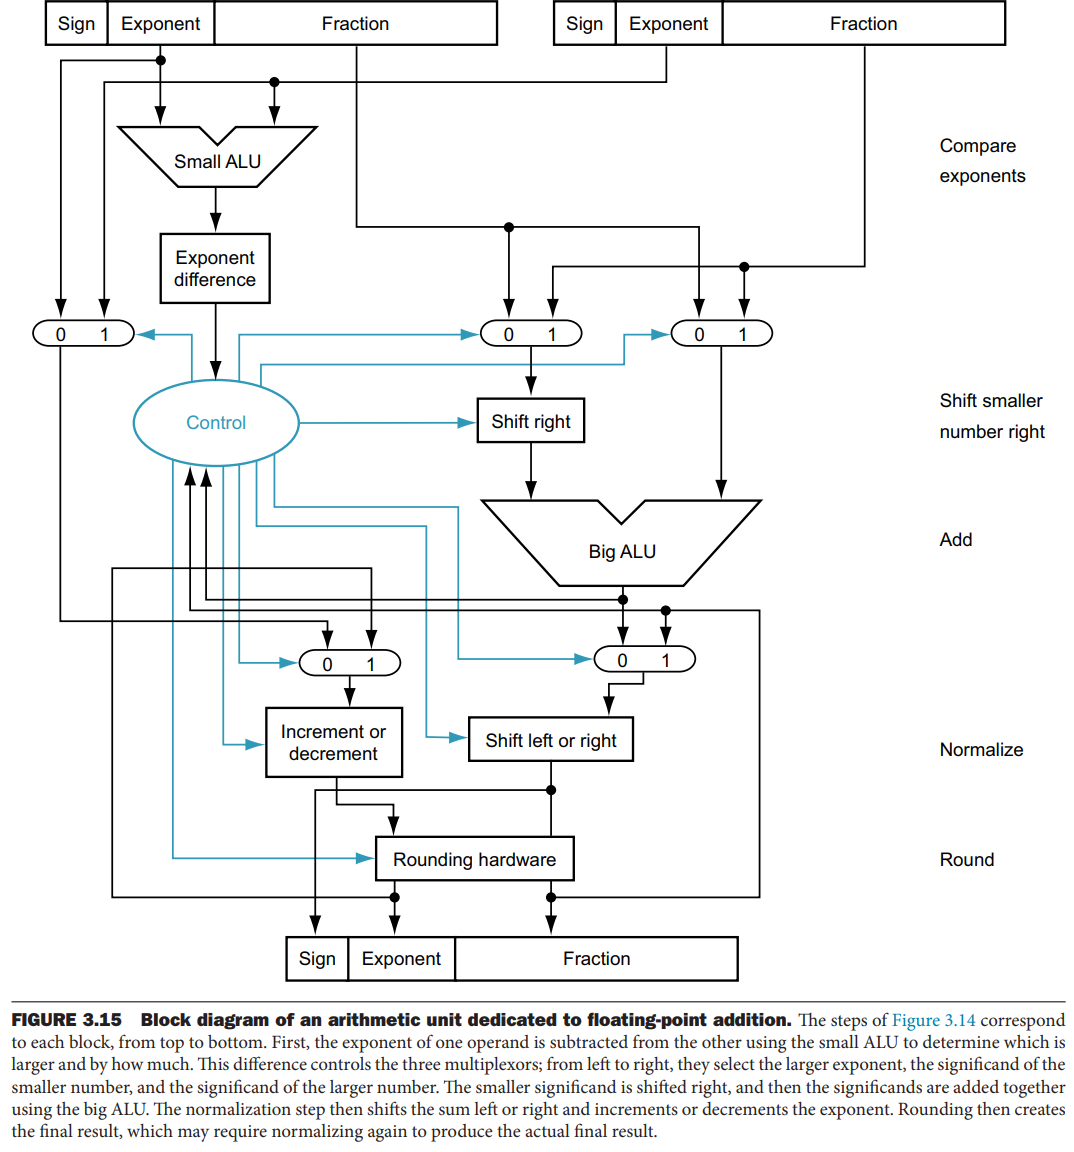 Sign Exponent Fraction Sign Exponent Fraction
Small ALU
Compare
exponents
Exponent
difference
0 1 0 1 0 1
Control
Shift right
Shift smaller
number right
Big ALU
Add
0 1 0 1
Increment or
decrement
Shift left or right
Normalize
Rounding hardware
Round
Sign Exponent Fraction
FIGURE 3.15 Block diagram of an arithmetic unit dedicated to floating-point addition. The steps of Figure 3.14 correspond
to each block, from top to bottom. First, the exponent of one operand is subtracted from the other using the small ALU to determine which is
larger and by how much. This difference controls the three multiplexors; from left to right, they select the larger exponent, the significand of the
smaller number, and the significand of the larger number. The smaller significand is shifted right, and then the significands are added together
using the big ALU. The normalization step then shifts the sum left or right and increments or decrements the exponent. Rounding then creates
the final result, which may require normalizing again to produce the actual final result.